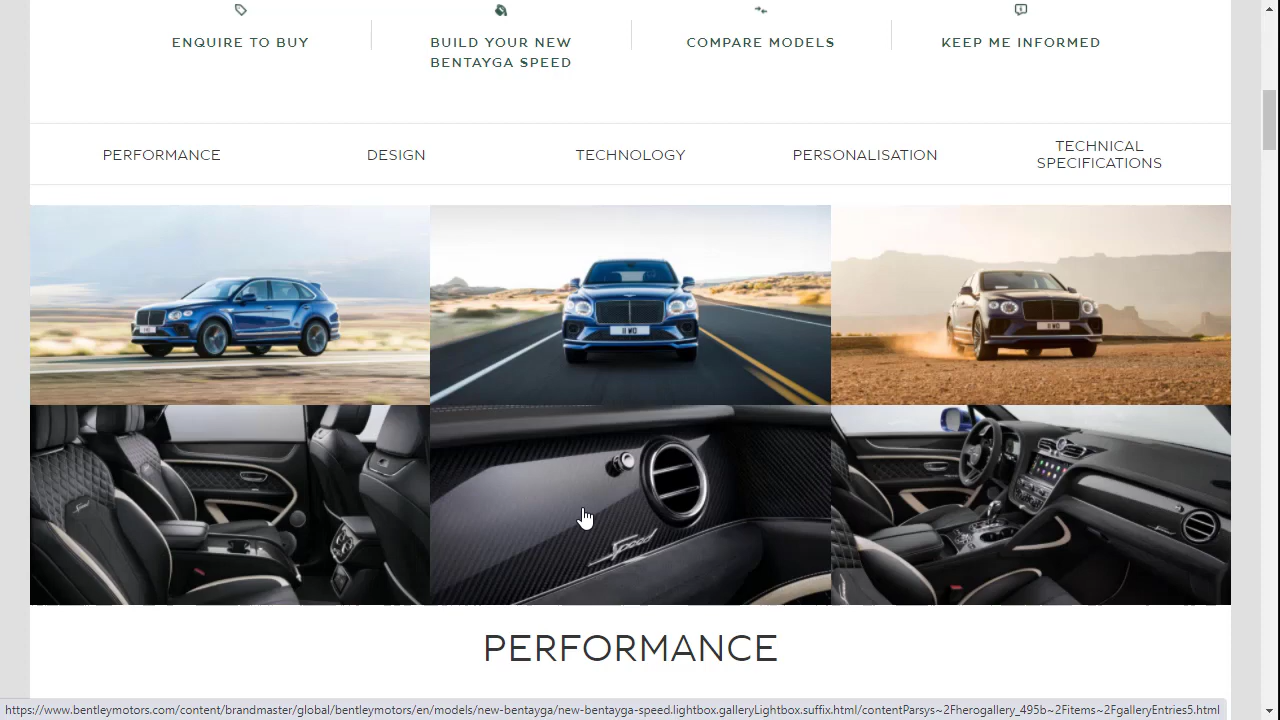 ENQUIRE TO BUY
BUILD YOUR NEW
BENTAYGA SPEED
COMPARE MODELS
KEEP ME INFORMED
PERFORMANCE
DESIGN
TECHNOLOGY
PERSONALISATION
TECHNICAL
SPECIFICATIONS
Speed
PERFORMANCE
https://www.bentleymotors.com/content/brandmaster/global/bentleymotors/en/models/new-bentayga/new-bentayga-speed.lightbox.galleryLightbox.suffix.html/contentParsys~2Fherogallery_495b~2Fitems~2FgalleryEntries5.html